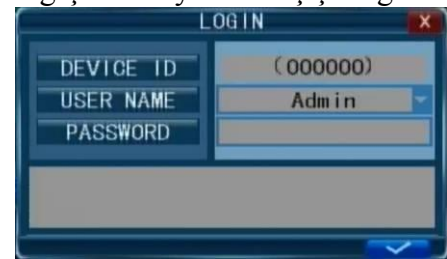 LOGIN
X
DEVICE ID (000000)
USER NAME Admin
PASSWORD